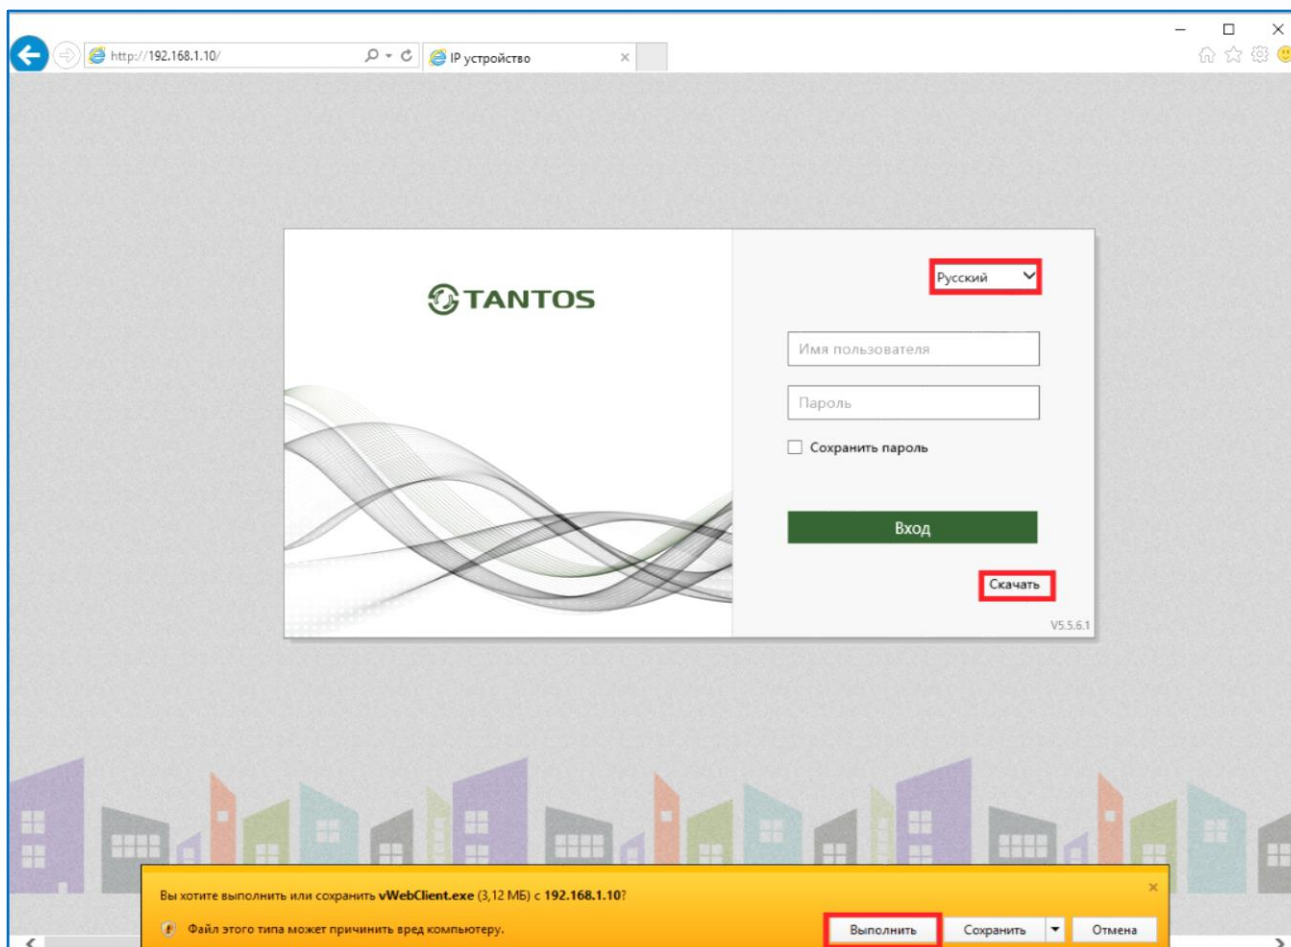 http://192.168.1.10/
IP устройство
TANTOS
Русский
Имя пользователя
Пароль
Сохранить пароль
Вход
Скачать
V5.5.6.1
Вы хотите выполнить или сохранить vWebClient.exe (3,12 МБ) с 192.168.1.10?
Файл этого типа может причинить вред компьютеру.
Выполнить
Сохранить
Отмена